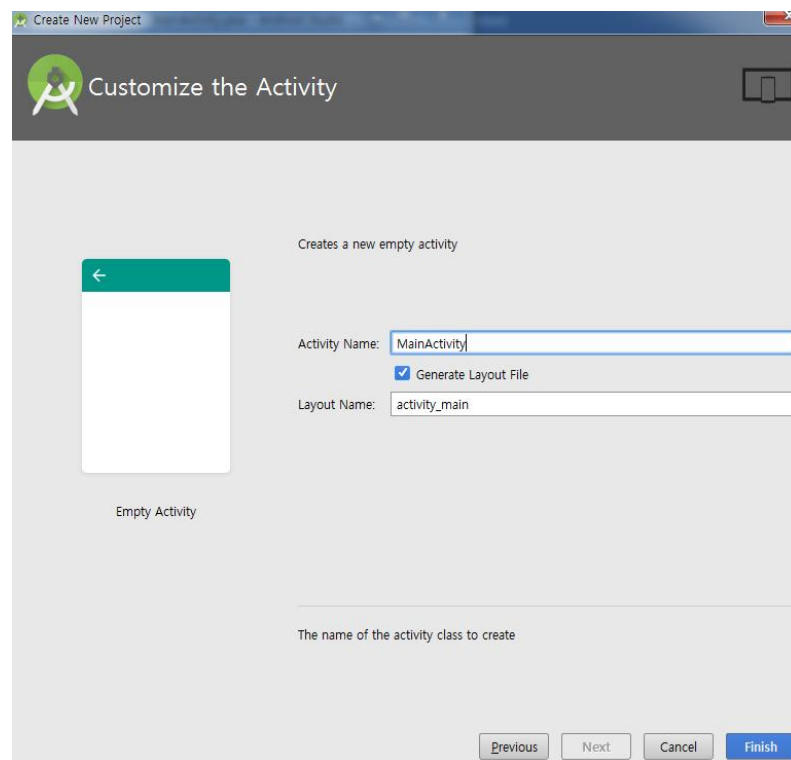 Create New Project
Customize the Activity
Creates a new empty activity
Activity Name: MainActivity
Generate Layout File
Layout Name: activity_main
Empty Activity
The name of the activity class to create
Previous Next Cancel Finish